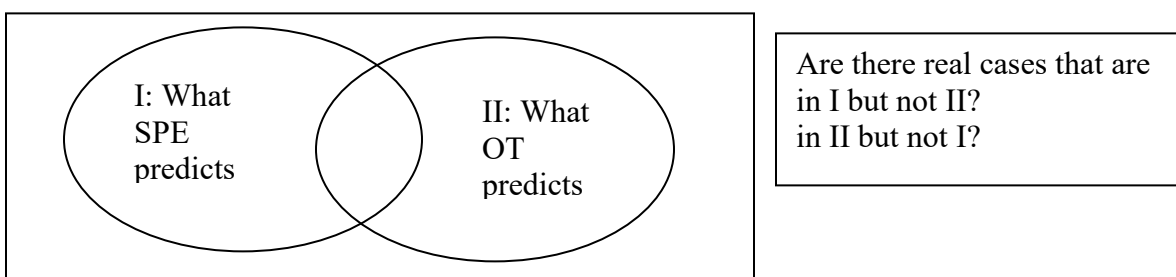 I: What
SPE
predicts
II: What
OT
predicts
Are there real cases that are
in I but not II?
in II but not I?